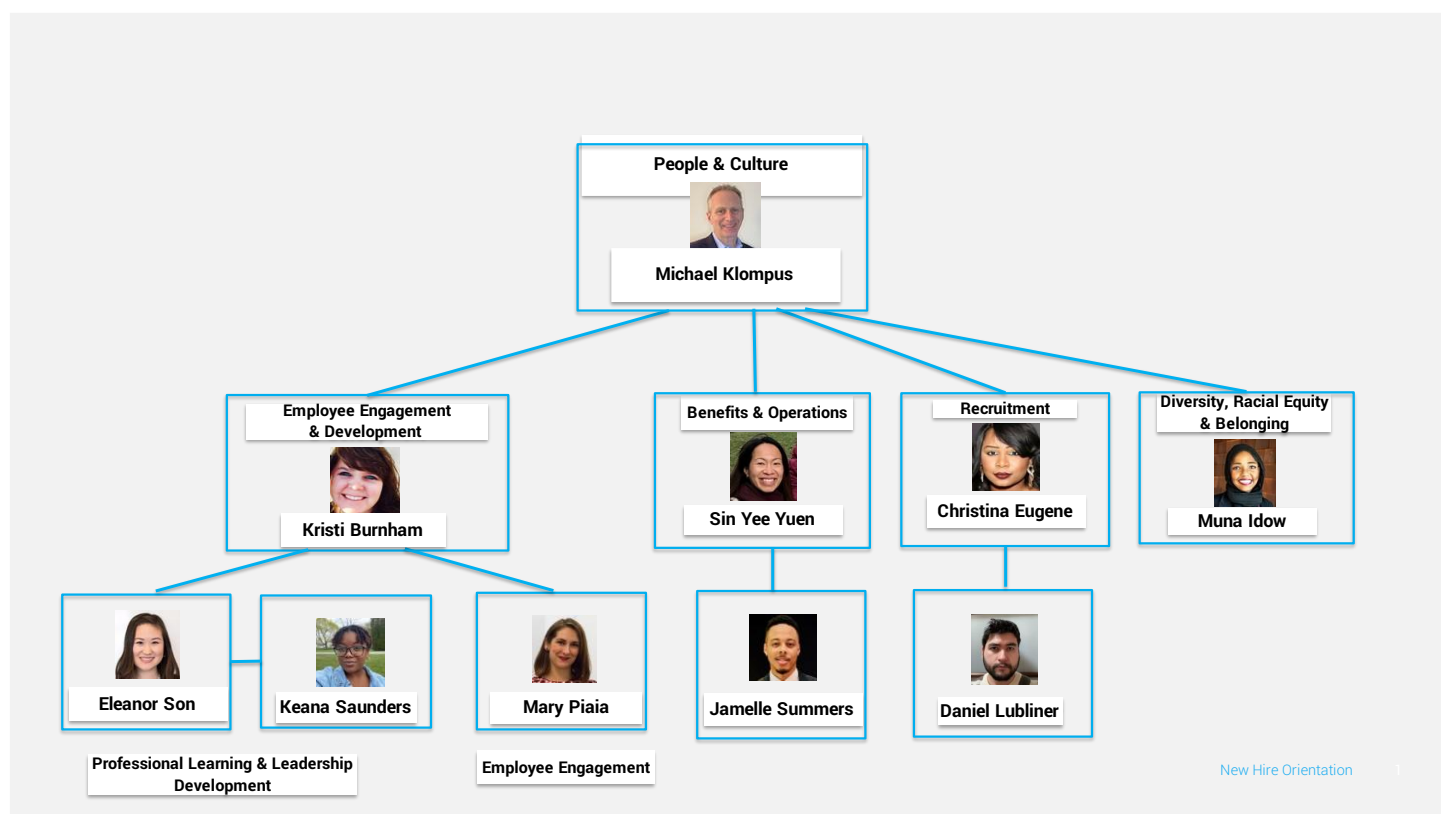 People & Culture
Michael Klompus
Employee Engagement
& Development
Kristi Burnham
Benefits & Operations
Sin Yee Yuen
Recruitment
Christina Eugene
Diversity, Racial Equity
& Belonging
Muna Idow
Eleanor Son
Keana Saunders
Mary Piaia
Jamelle Summers
Daniel Lubliner
Professional Learning & Leadership
Development
Employee Engagement
New Hire Orientation
1